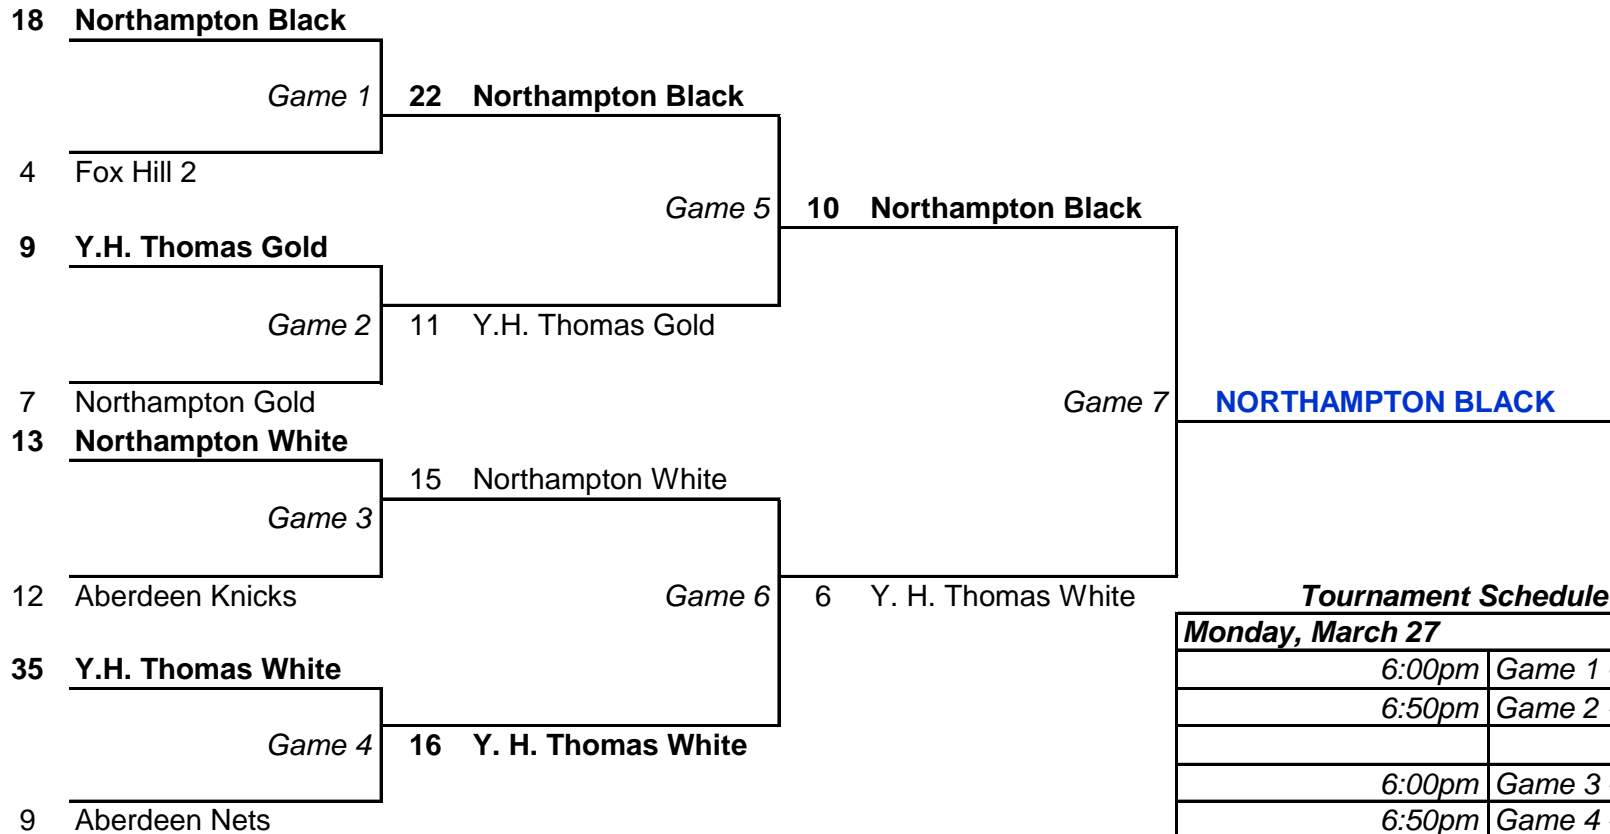 18 Northampton Black
Game 1 22 Northampton Black
4 Fox Hill 2
Game 5 10 Northampton Black
9 Y.H. Thomas Gold
Game 2 11 Y.H. Thomas Gold
7 Northampton Gold
Game 7 NORTHAMPTON BLACK
13 Northampton White
15 Northampton White
Game 3
12 Aberdeen Knicks
Game 6 6 Y. H. Thomas White
Tournament Schedule
Monday, March 27
35 Y.H. Thomas White
6:00pm Game 1
6:50pm Game 2
Game 4 16 Y. H. Thomas White
6:00pm Game 3
9 Aberdeen Nets
6:50pm Game 4